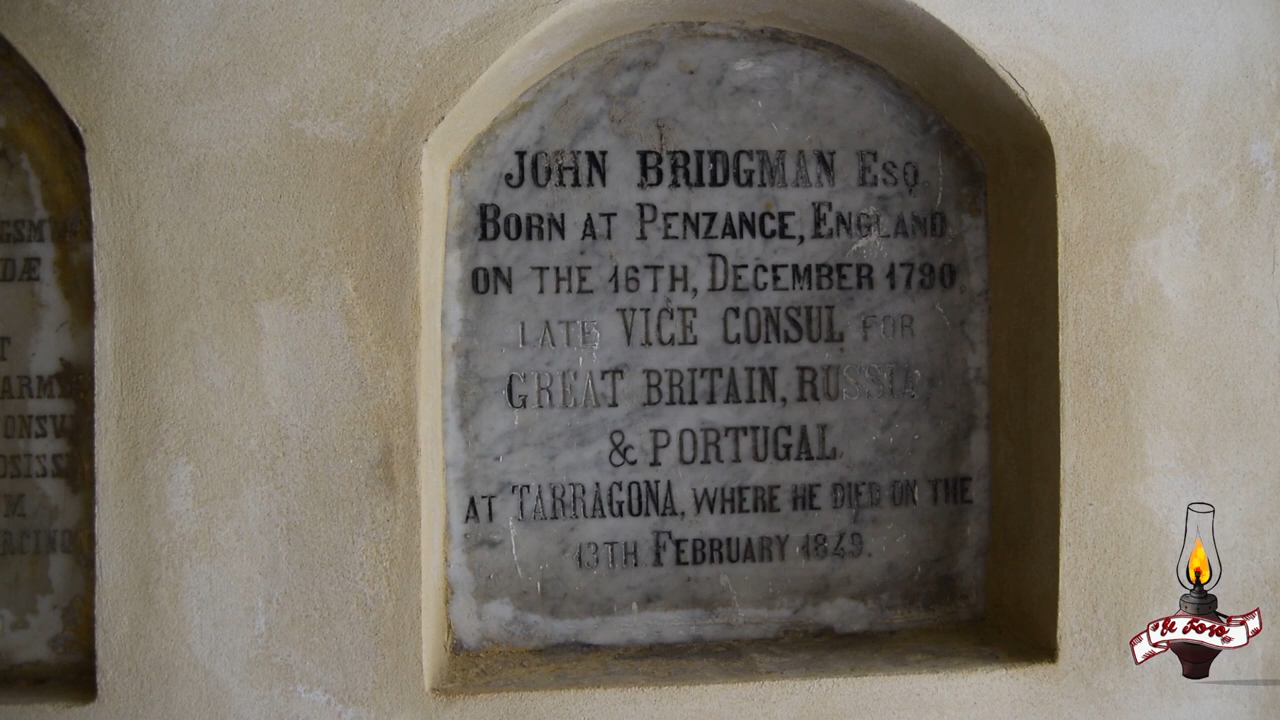 JOHN BRIDGMAN Esq.
BORN AT PENZANCE, ENGLAND
ON THE 16TH, DECEMBER 1790.
LATE VICE CONSUL FOR
GREAT BRITAIN, RUSSIA
& PORTUGAL,
AT TARRAGONA, WHERE HE DIED ON THE
13TH FEBRUARY 1849.
DÆ
M